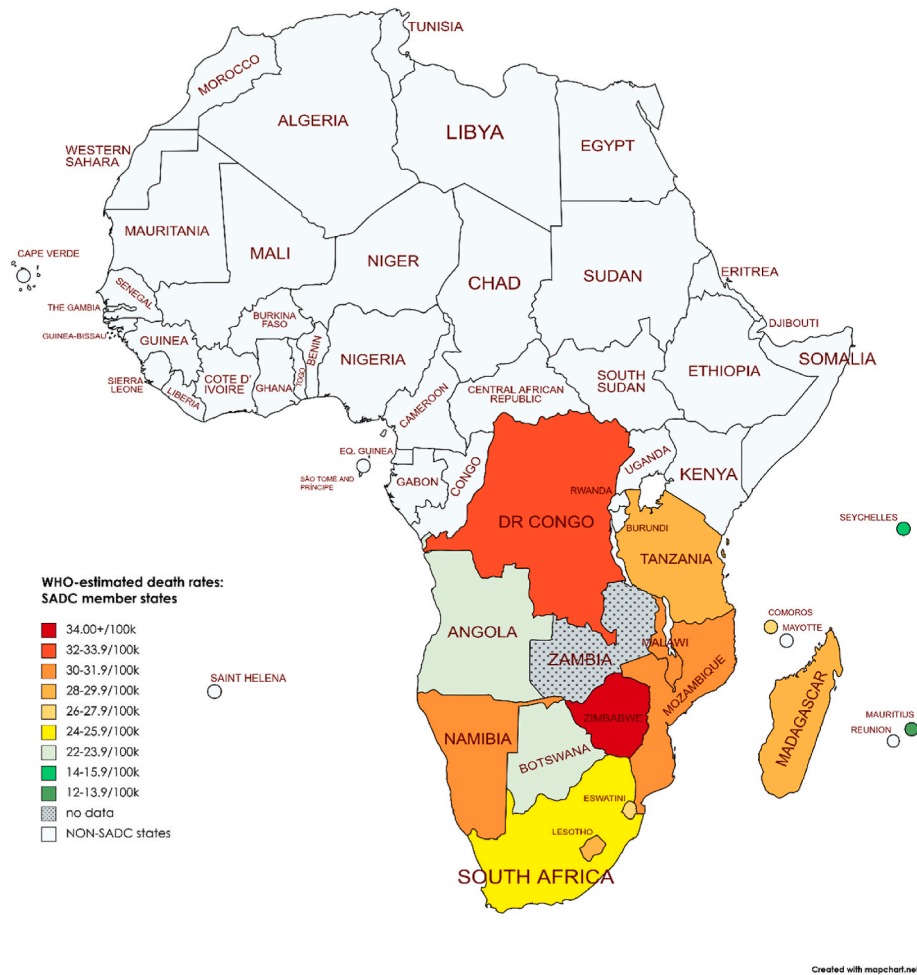 TUNISIA
MOROCCO
ALGERIA
LIBYA
EGYPT
WESTERN
SAHARA
MAURITANIA
MALI
NIGER
CHAD
SUDAN
ERITREA
CAPE VERDE
SENEGAL
THE GAMBIA
GUINEA-BISSAU
GUINEA
BURKINA
FASO
BENIN
TOGO
NIGERIA
DJIBOUTI
SOMALIA
ETHIOPIA
SOUTH
SUDAN
SIERRA
LEONE
LIBERIA
COTE D'
IVOIRE
GHANA
CAMEROON
CENTRAL AFRICAN
REPUBLIC
EQ. GUINEA
SÃO TOMÉ AND
PRÍNCIPE
GABON
CONGO
UGANDA
KENYA
RWANDA
DR CONGO
BURUNDI
TANZANIA
SEYCHELLES
WHO-estimated death rates:
SADC member states
34.00+/100k
32-33.9/100k
30-31.9/100k
28-29.9/100k
26-27.9/100k
24-25.9/100k
22-23.9/100k
14-15.9/100k
12-13.9/100k
no data
NON-SADC states
ANGOLA
ZAMBIA
MALAWI
COMOROS
MAYOTTE
SAINT HELENA
MOZAMBIQUE
MADAGASCAR
MAURITIUS
REUNION
NAMIBIA
ZIMBABWE
BOTSWANA
ESWATINI
LESOTHO
SOUTH AFRICA
Created with mapchart.net